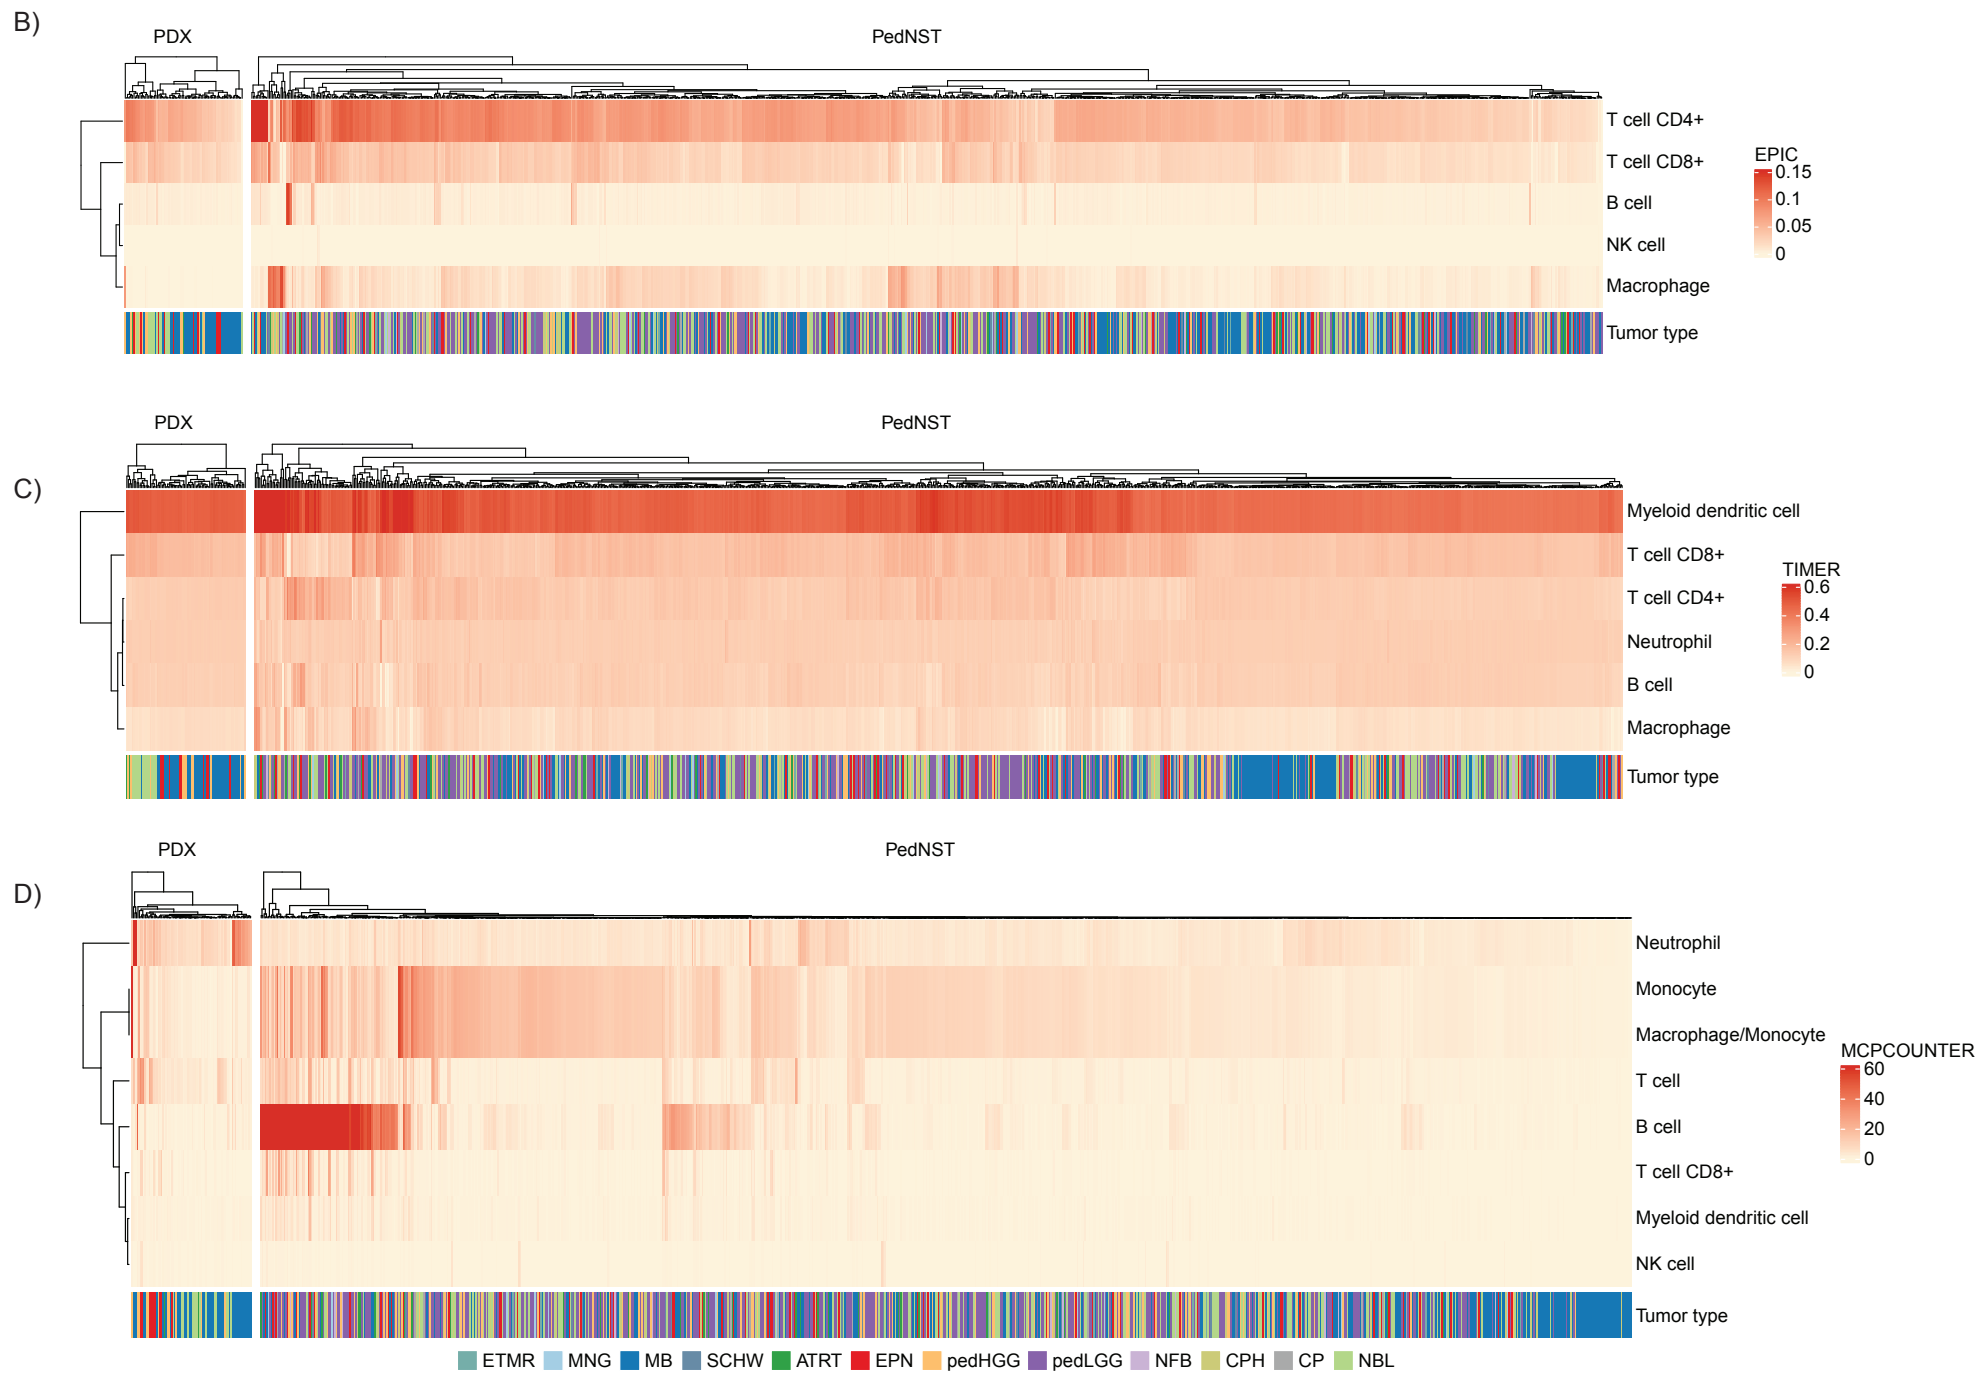 B)
PDX PedNST
T cell CD4+
T cell CD8+
B cell
NK cell
Macrophage
Tumor type
EPIC
0.15
0.1
0.05
0
C)
PDX PedNST
Myeloid dendritic cell
T cell CD8+
T cell CD4+
Neutrophil
B cell
Macrophage
Tumor type
TIMER
0.6
0.4
0.2
0
D)
PDX PedNST
Neutrophil
Monocyte
Macrophage/Monocyte
T cell
B cell
T cell CD8+
Myeloid dendritic cell
NK cell
Tumor type
MCPCOUNTER
60
40
20
0
ETMR MNG MB SCHW ATRT EPN pedHGG pedLGG NFB CPH CP NBL